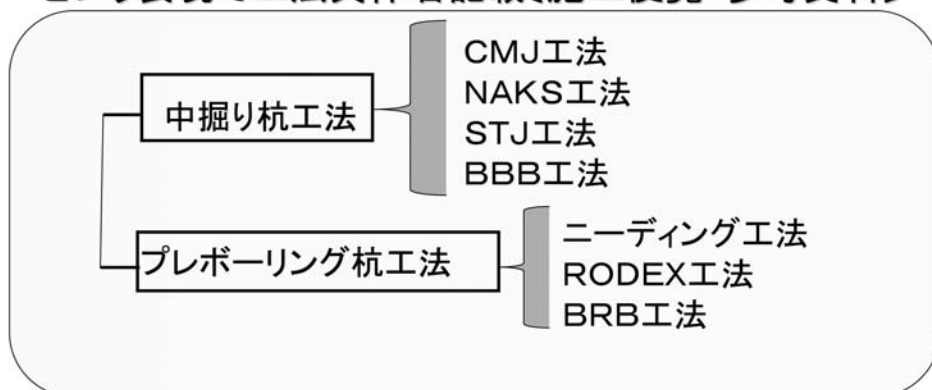 中掘り杭工法
CMJ工法
NAKS工法
STJ工法
BBB工法
プレボーリング杭工法
ニーディング工法
RODEX工法
BRB工法